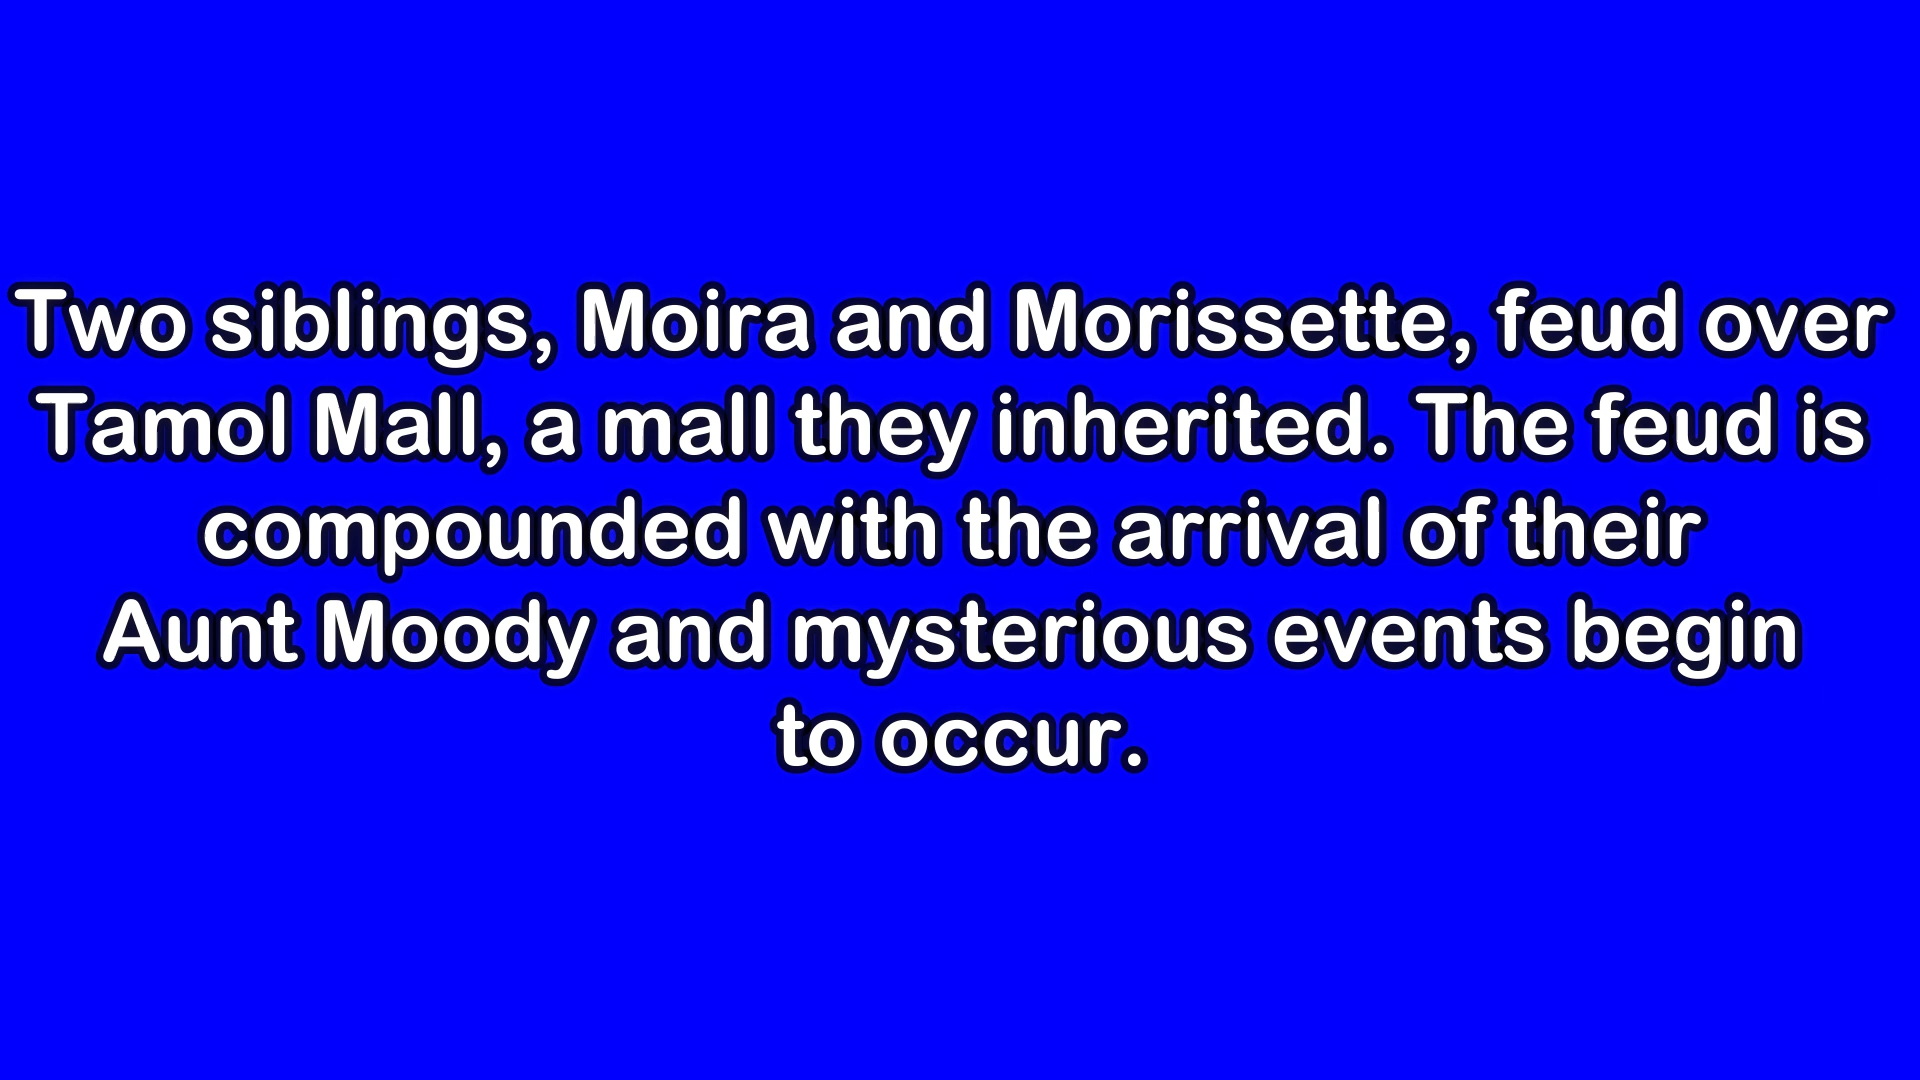 Two siblings, Moira and Morissette, feud over
Tamol Mall, a mall they inherited. The feud is
compounded with the arrival of their
Aunt Moody and mysterious events begin
to occur.